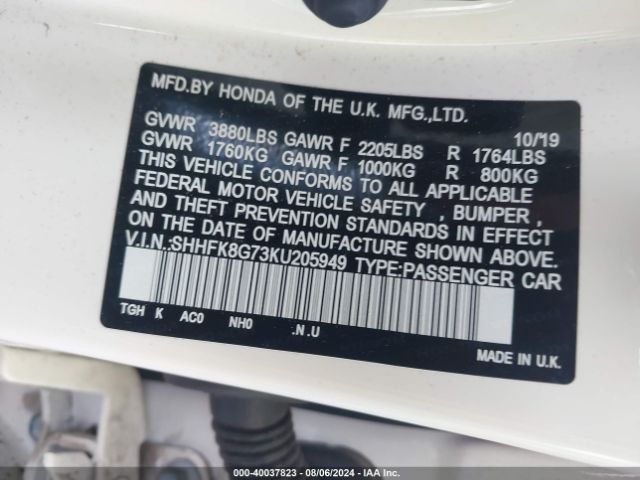 MFD.BY HONDA OF THE U.K. MFG.,LTD.
10/19
GVWR 3880LBS GAWR F 2205LBS R 1764LBS
GVWR 1760KG GAWR F 1000KG R 800KG
THIS VEHICLE CONFORMS TO ALL APPLICABLE
FEDERAL MOTOR VEHICLE SAFETY , BUMPER ,
AND THEFT PREVENTION STANDARDS IN EFFECT
ON THE DATE OF MANUFACTURE SHOWN ABOVE.
V.I.N.:SHHFK8G73KU205949 TYPE:PASSENGER CAR
TGH K AC0 NH0 .N.U
MADE IN U.K.
000-40037823 - 08/06/2024 - IAA Inc.